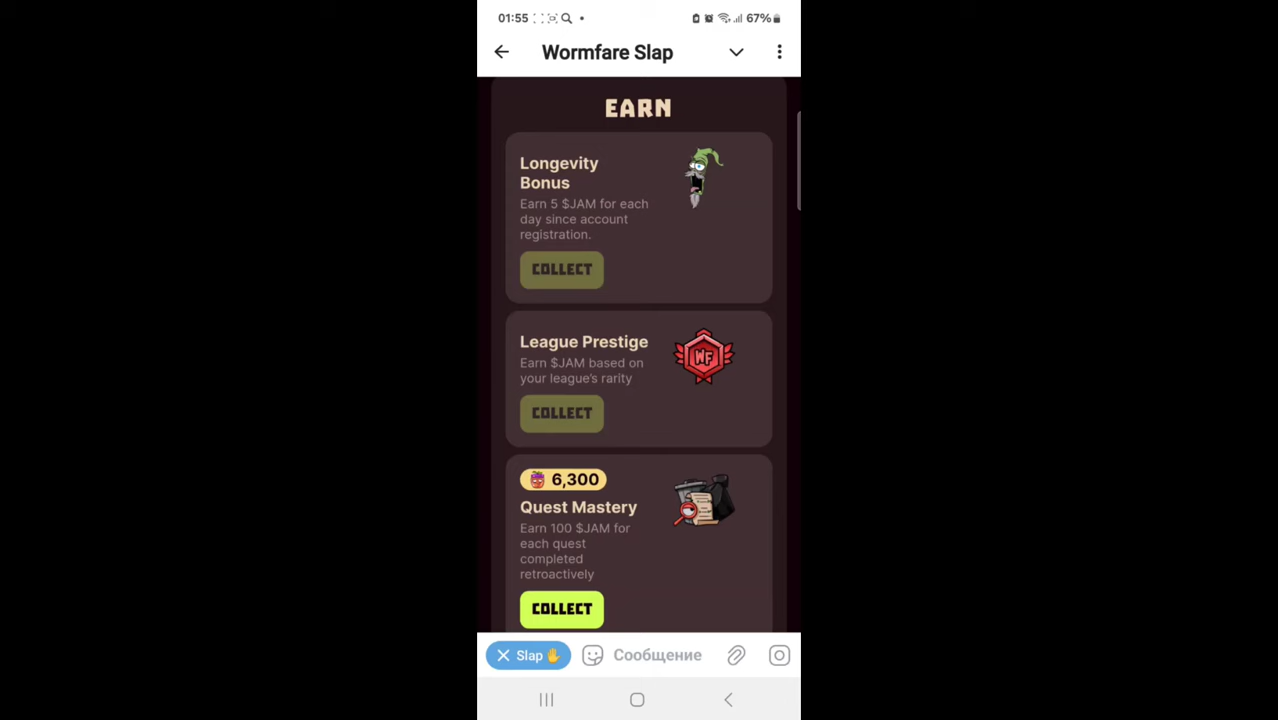 01:55
67%
Wormfare Slap
EARN
Longevity
Bonus
Earn 5 $JAM for each
day since account
registration.
COLLECT
League Prestige
Earn $JAM based on
your league's rarity
COLLECT
WF
6,300
Quest Mastery
Earn 100 $JAM for
each quest
completed
retroactively
COLLECT
Slap
Сообщение